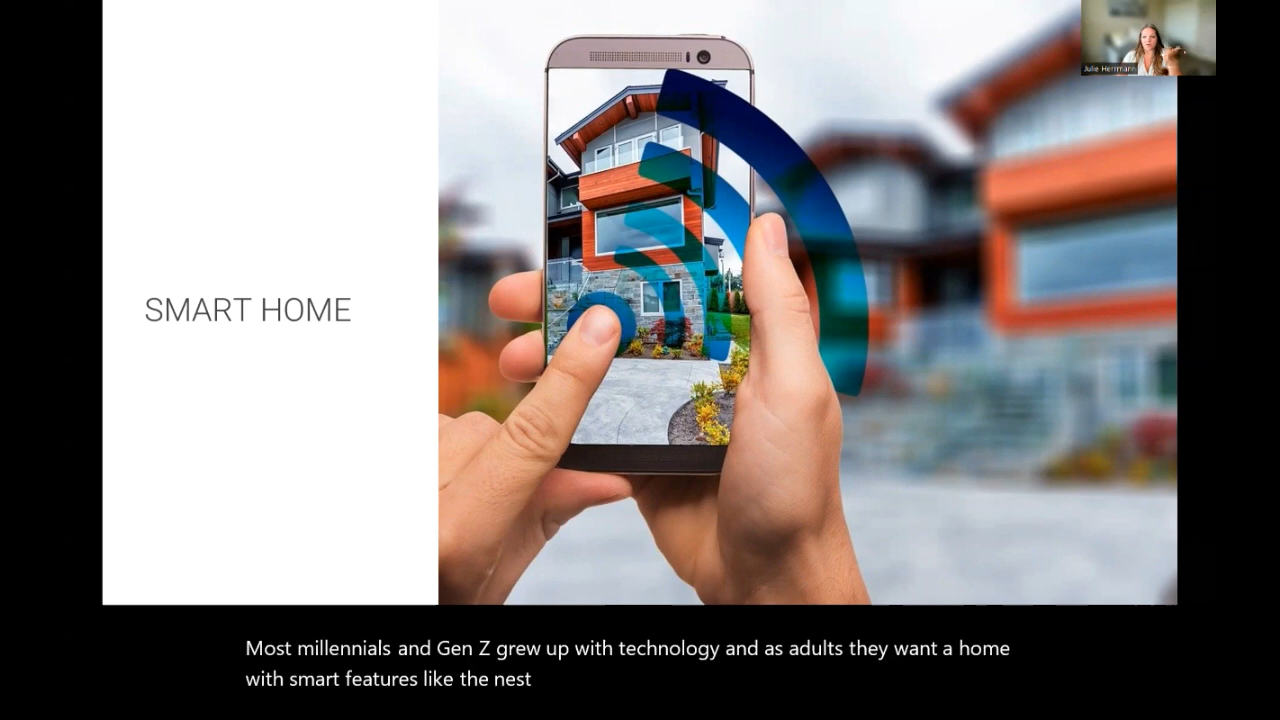 Julie Herrmann
SMART HOME
Most millennials and Gen Z grew up with technology and as adults they want a home
with smart features like the nest